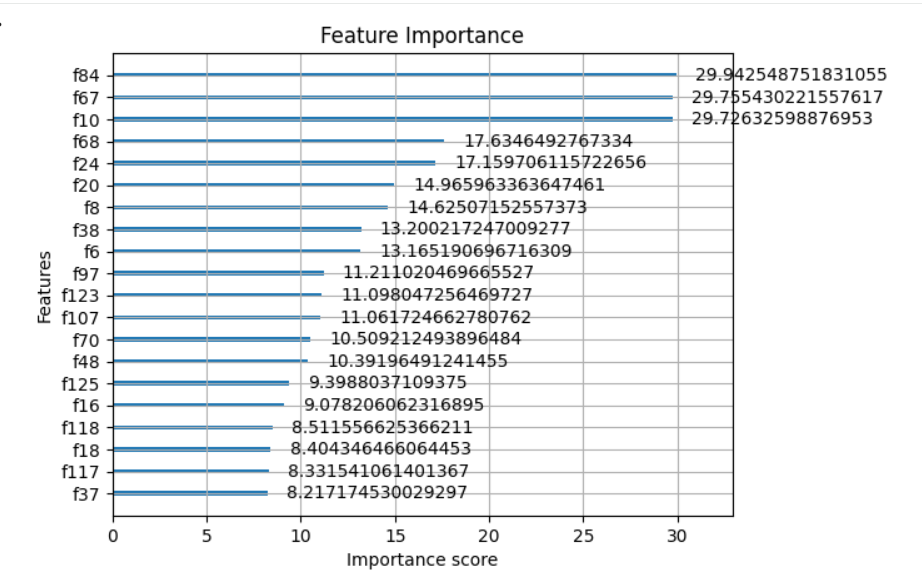 Feature Importance
f84 29.942548751831055
f67 29.755430221557617
f10 29.72632598876953
f68 17.6346492767334
f24 17.159706115722656
f20 14.965963363647461
f8 14.62507152557373
f38 13.200217247009277
f6 13.165190696716309
f97 11.211020469665527
f123 11.098047256469727
f107 11.061724662780762
f70 10.509212493896484
f48 10.39196491241455
f125 9.3988037109375
f16 9.078206062316895
f118 8.511556625366211
f18 8.404346466064453
f117 8.331541061401367
f37 8.217174530029297
Features
0 5 10 15 20 25 30
Importance score